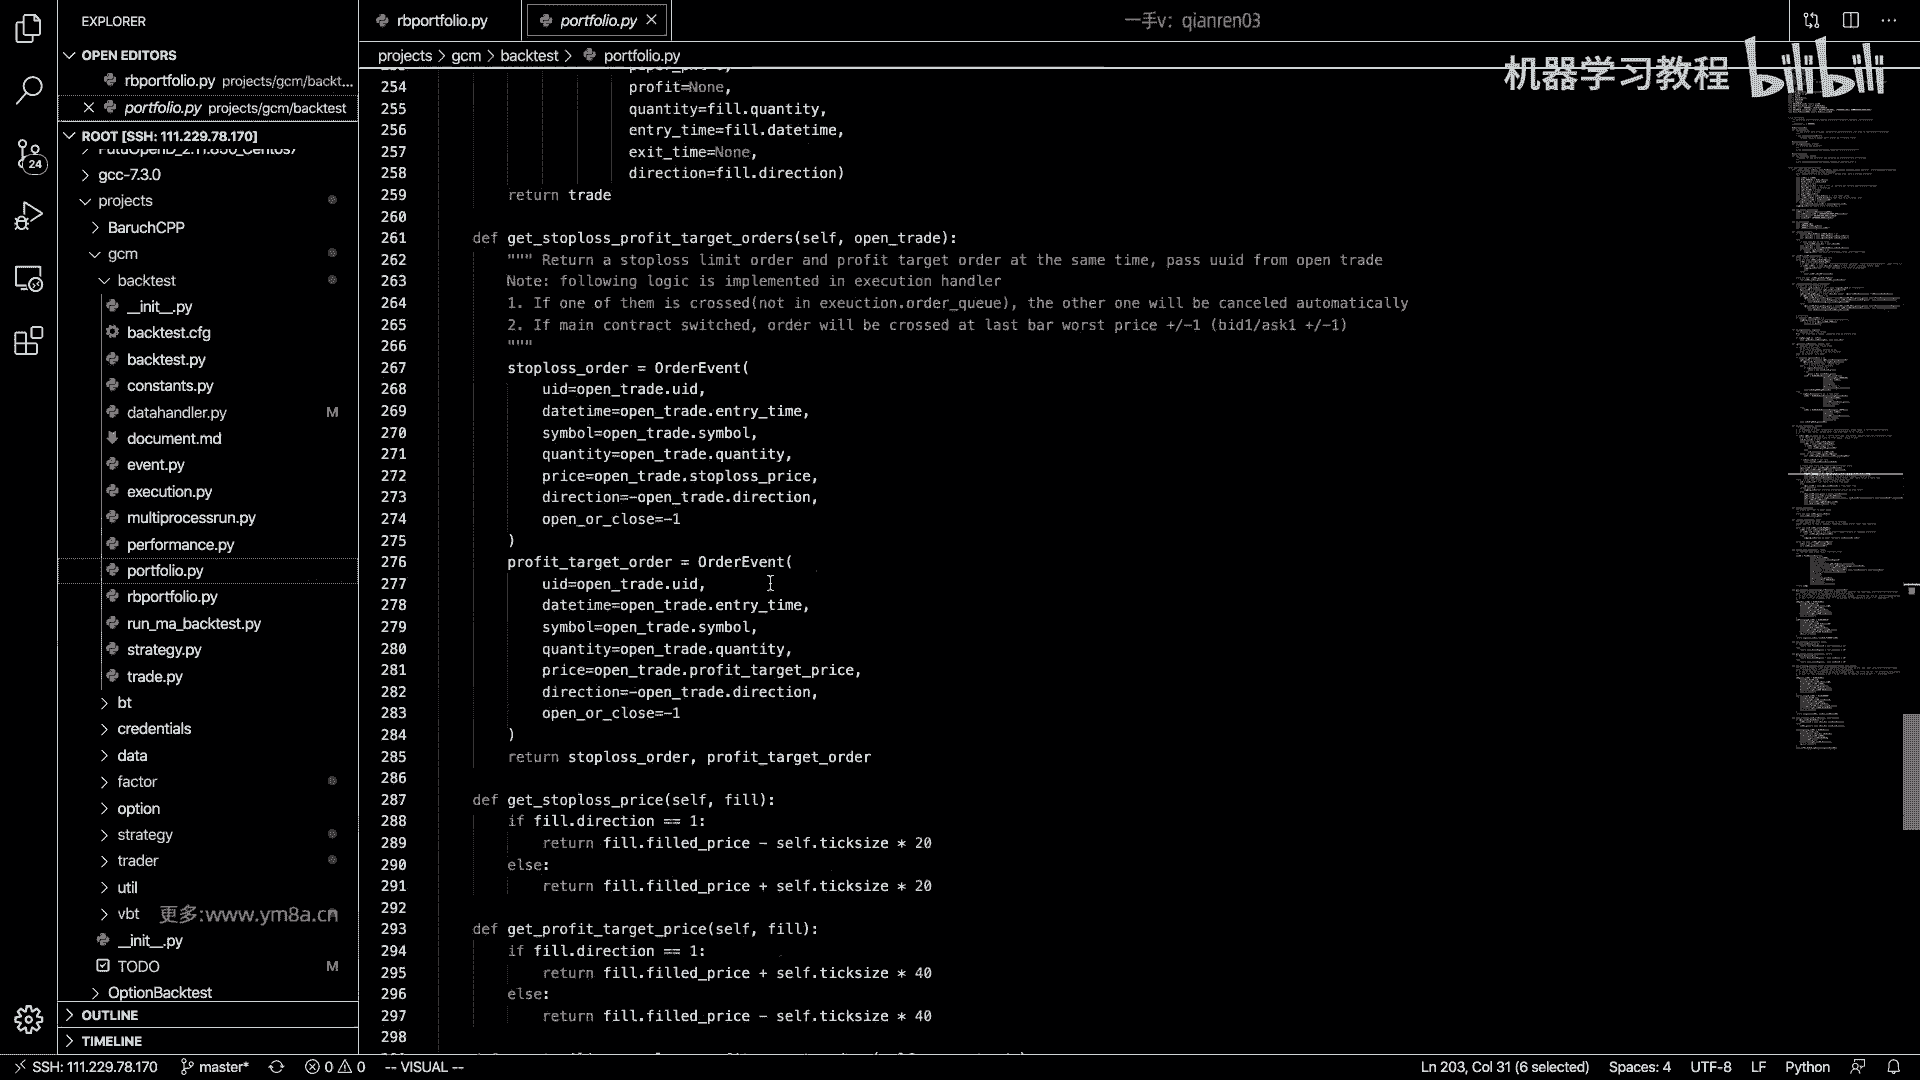 EXPLORER
OPEN EDITORS
rbportfolio.py projects/gcm/backt...
portfolio.py projects/gcm/backtest
ROOT [SSH: 111.229.78.170]
gcc-7.3.0
projects
BaruchCPP
gcm
backtest
__init__.py
backtest.cfg
backtest.py
constants.py
datahandler.py M
document.md
event.py
execution.py
multiprocessrun.py
performance.py
portfolio.py
rbportfolio.py
run_ma_backtest.py
strategy.py
trade.py
bt
credentials
data
factor
option
strategy
trader
util
vbt
更多:www.ym8a.cn
__init__.py
TODO M
OptionBacktest
OUTLINE
TIMELINE
24
rbportfolio.py
portfolio.py
一手v: qianren03
projects > gcm > backtest > portfolio.py
机器学习教程 bilibili
254 profit=None,
255 quantity=fill.quantity,
256 entry_time=fill.datetime,
257 exit_time=None,
258 direction=fill.direction)
259 return trade
260
261 def get_stoploss_profit_target_orders(self, open_trade):
262 """ Return a stoploss limit order and profit target order at the same time, pass uuid from open trade
263 Note: following logic is implemented in execution handler
264 1. If one of them is crossed(not in exeuction.order_queue), the other one will be canceled automatically
265 2. If main contract switched, order will be crossed at last bar worst price +/-1 (bid1/ask1 +/-1)
266 """
267 stoploss_order = OrderEvent(
268 uid=open_trade.uid,
269 datetime=open_trade.entry_time,
270 symbol=open_trade.symbol,
271 quantity=open_trade.quantity,
272 price=open_trade.stoploss_price,
273 direction=-open_trade.direction,
274 open_or_close=-1
275 )
276 profit_target_order = OrderEvent(
277 uid=open_trade.uid,
278 datetime=open_trade.entry_time,
279 symbol=open_trade.symbol,
280 quantity=open_trade.quantity,
281 price=open_trade.profit_target_price,
282 direction=-open_trade.direction,
283 open_or_close=-1
284 )
285 return stoploss_order, profit_target_order
286
287 def get_stoploss_price(self, fill):
288 if fill.direction == 1:
289 return fill.filled_price - self.ticksize * 20
290 else:
291 return fill.filled_price + self.ticksize * 20
292
293 def get_profit_target_price(self, fill):
294 if fill.direction == 1:
295 return fill.filled_price + self.ticksize * 40
296 else:
297 return fill.filled_price - self.ticksize * 40
298
SSH: 111.229.78.170 master* 0 0 -- VISUAL -- Ln 203, Col 31 (6 selected) Spaces: 4 UTF-8 LF Python